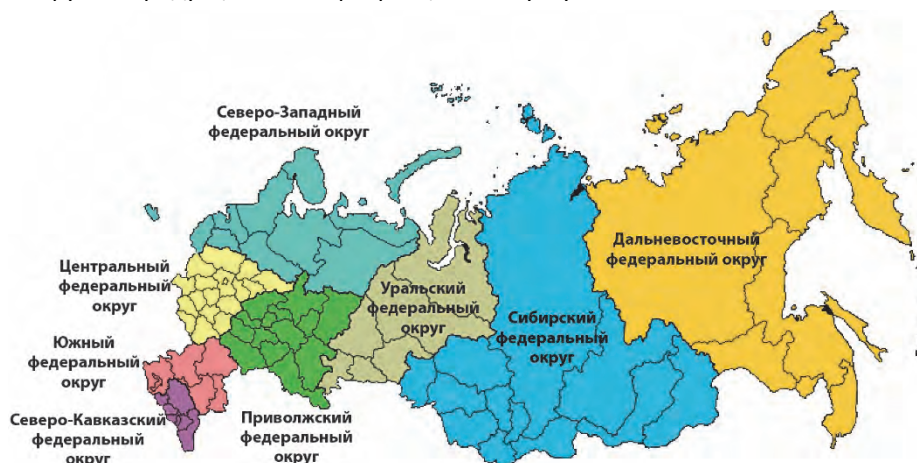 Северо-Западный
федеральный округ
Центральный
федеральный
округ
Южный
федеральный
округ
Северо-Кавказский
федеральный
округ
Приволжский
федеральный
округ
Уральский
федеральный
округ
Сибирский
федеральный
округ
Дальневосточный
федеральный округ